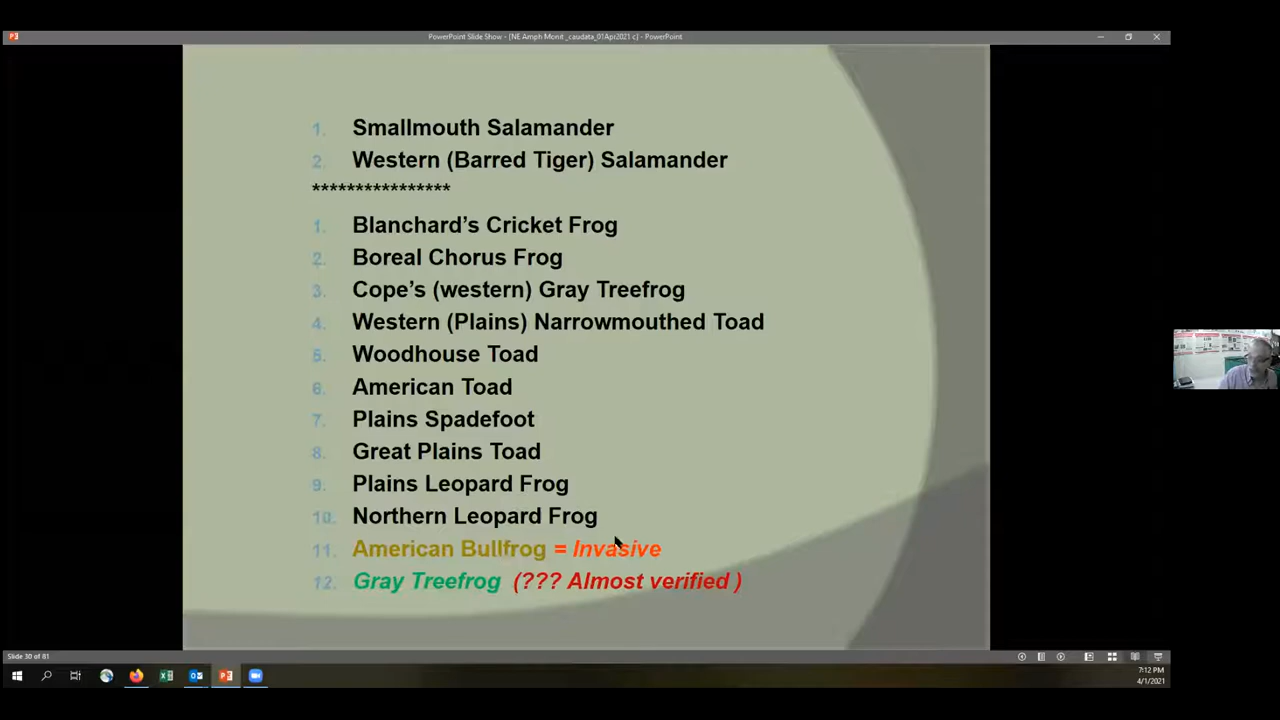 PowerPoint Slide Show - [NE Amph Monit _caudata_01Apr2021 c] - PowerPoint
1. Smallmouth Salamander
2. Western (Barred Tiger) Salamander
****************
1. Blanchard's Cricket Frog
2. Boreal Chorus Frog
3. Cope's (western) Gray Treefrog
4. Western (Plains) Narrowmouthed Toad
5. Woodhouse Toad
6. American Toad
7. Plains Spadefoot
8. Great Plains Toad
9. Plains Leopard Frog
10. Northern Leopard Frog
11. American Bullfrog = Invasive
12. Gray Treefrog (??? Almost verified )
Slide 30 of 81
7:12 PM
4/1/2021